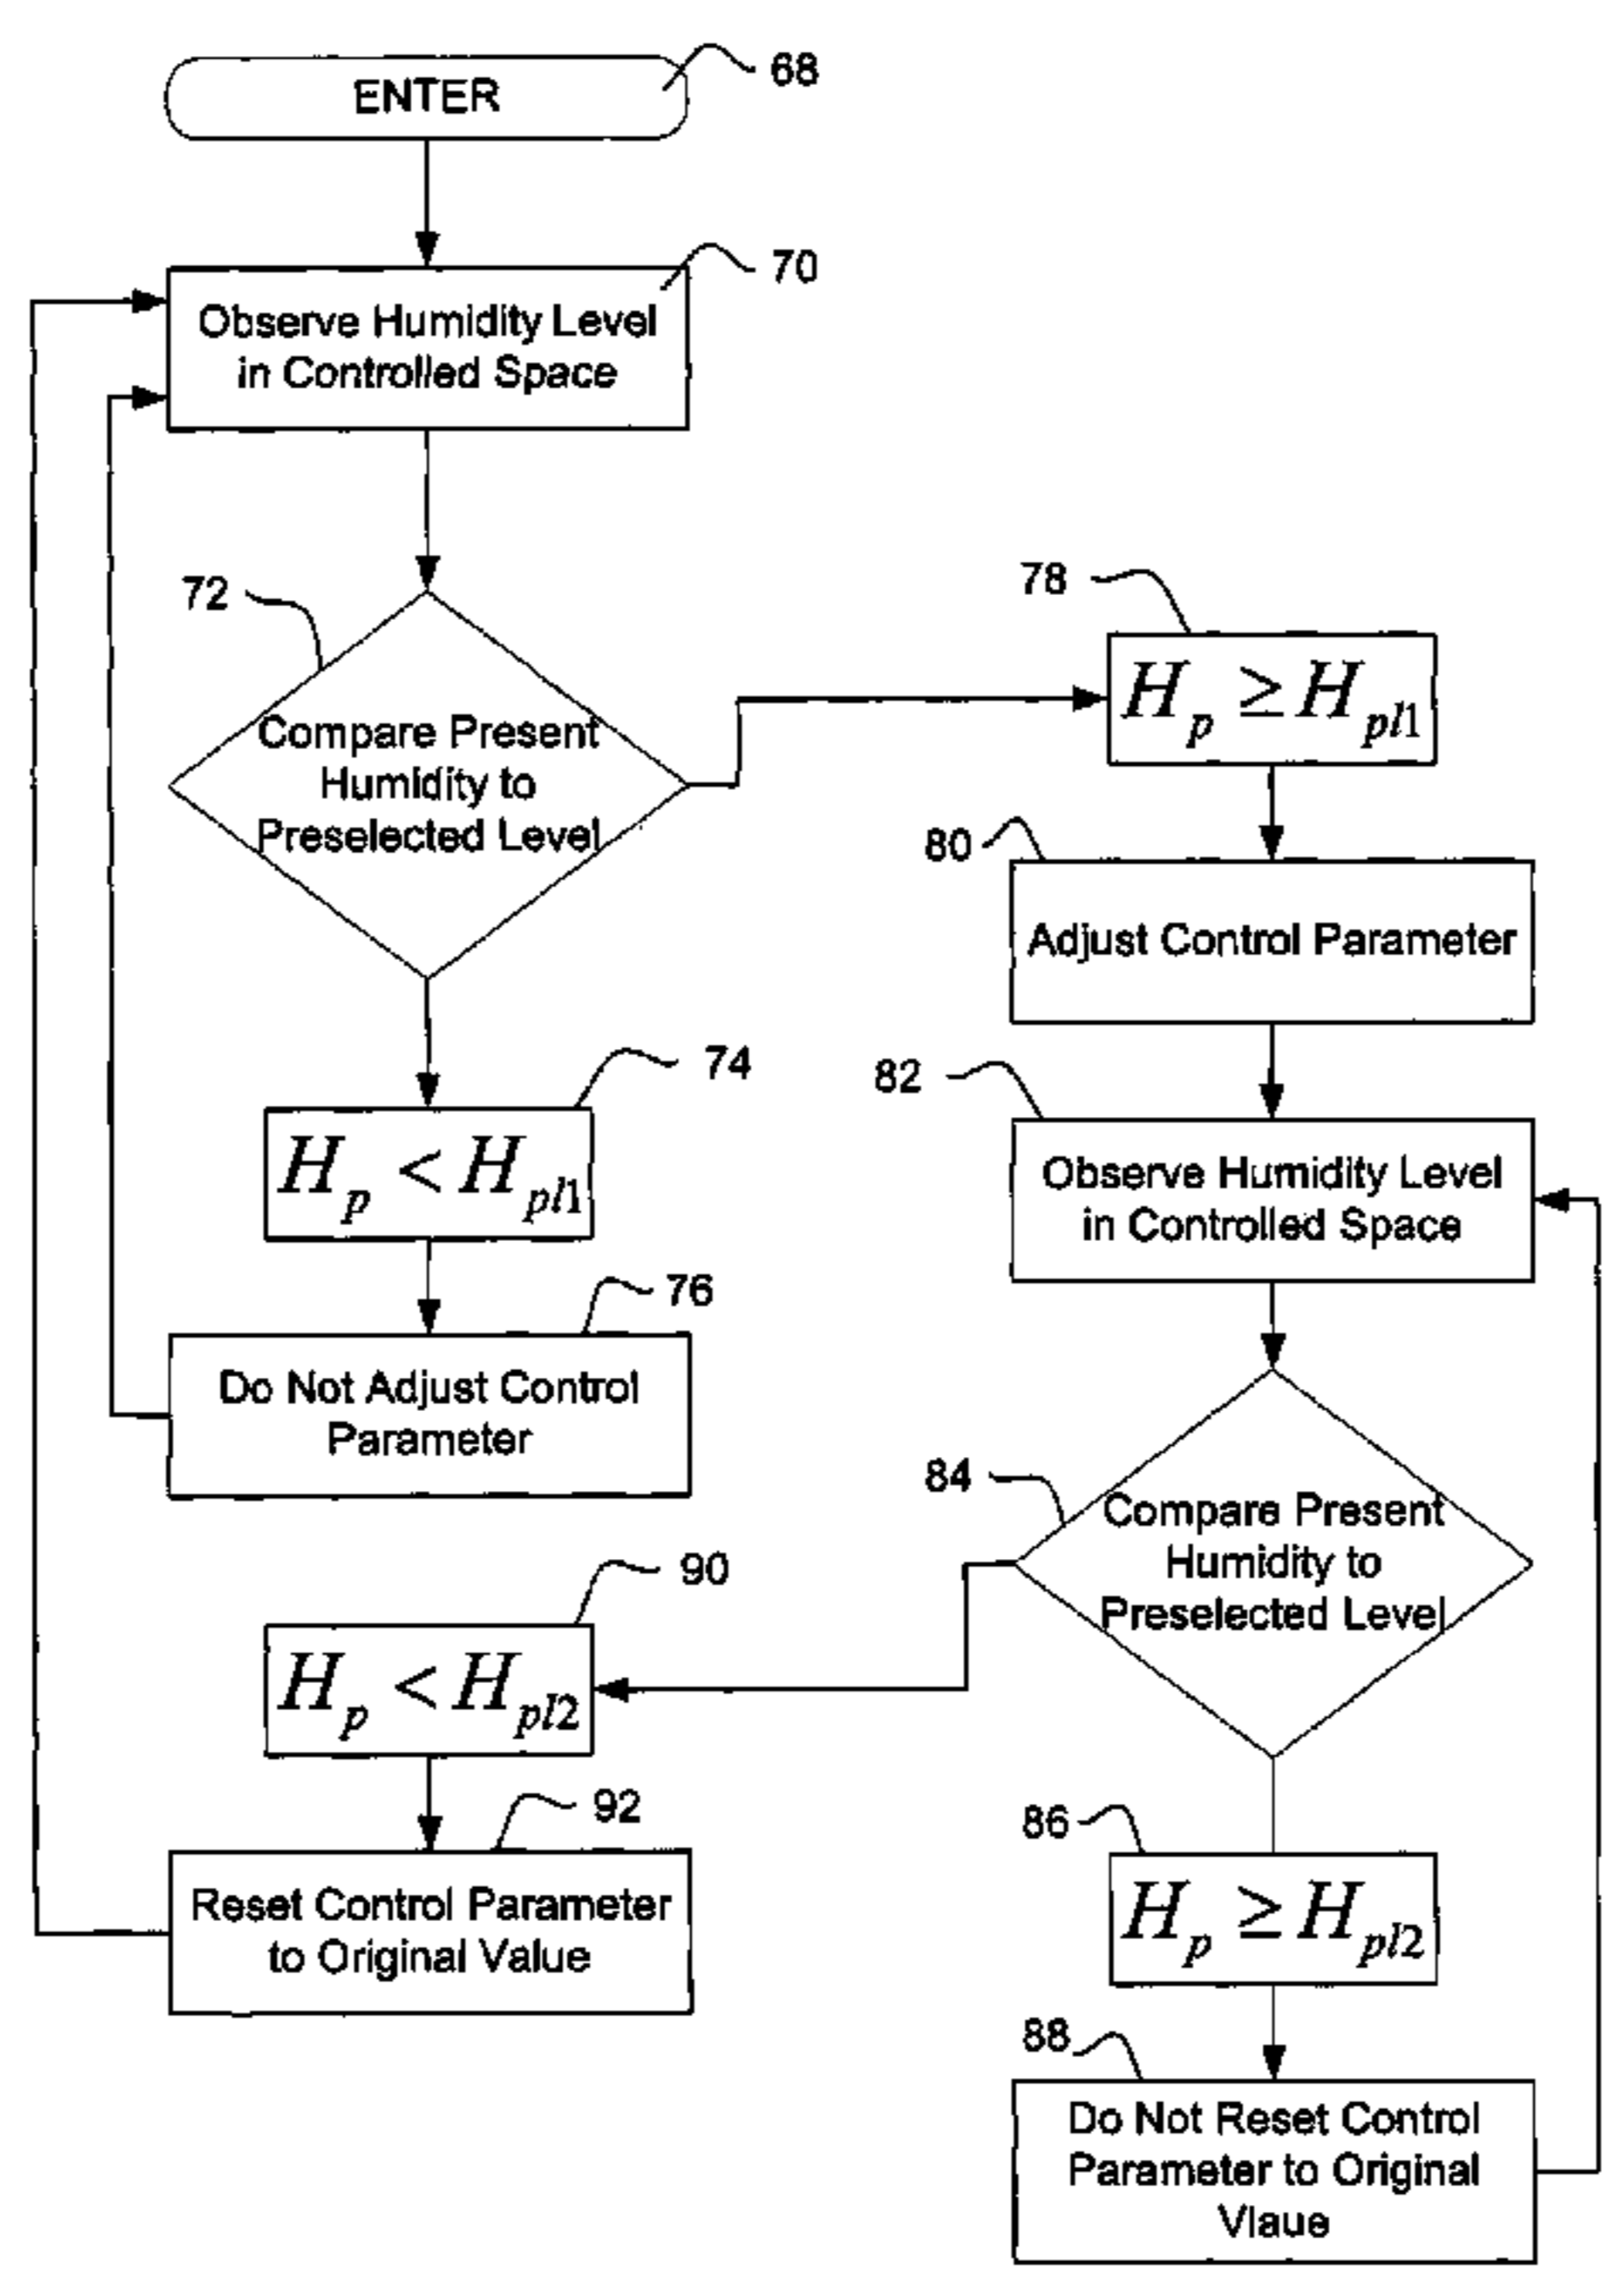 ENTER
68
70
Observe Humidity Level
in Controlled Space
72
Compare Present
Humidity to
Preselected Level
74
H_p < H_pl1
76
Do Not Adjust Control
Parameter
78
H_p ≥ H_pl1
80
Adjust Control Parameter
82
Observe Humidity Level
in Controlled Space
84
Compare Present
Humidity to
Preselected Level
86
H_p ≥ H_pl2
88
Do Not Reset Control
Parameter to Original
Vlaue
90
H_p < H_pl2
92
Reset Control Parameter
to Original Value